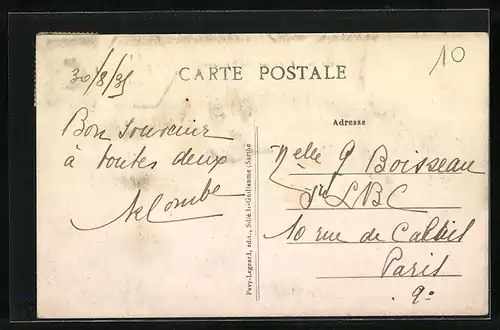 30/8/35
CARTE POSTALE
10
Bon souvenir
à toutes deux
Adresse
Melle G Boisseau
LBC
10 rue de Calais
Paris
9e
Pavy-Legeard, édit., Sillé-le-Guillaume (Sarthe)